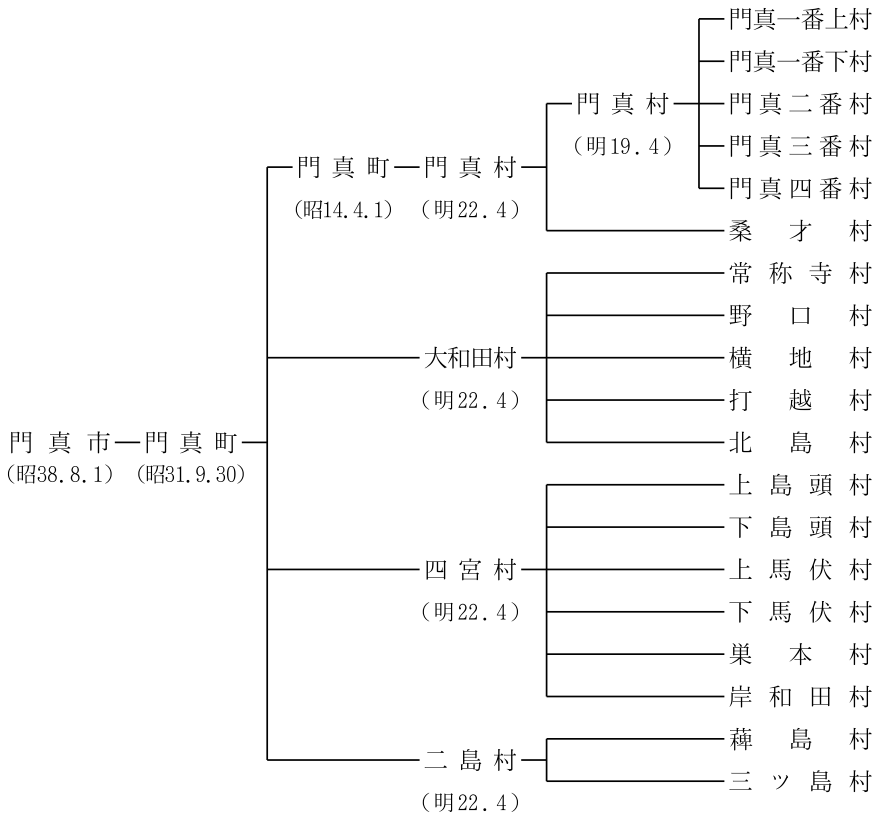 門真一番上村
門真一番下村
門真村 門真二番村
(明19.4) 門真三番村
門真町 門真村
門真四番村
(昭14.4.1) (明22.4)
桑才村
常称寺村
野口村
大和田村 横地村
(明22.4) 打越村
門真市 門真町 北島村
(昭38.8.1) (昭31.9.30)
上島頭村
下島頭村
四宮村 上馬伏村
(明22.4) 下馬伏村
巣本村
岸和田村
薭島村
二島村
三ツ島村
(明22.4)